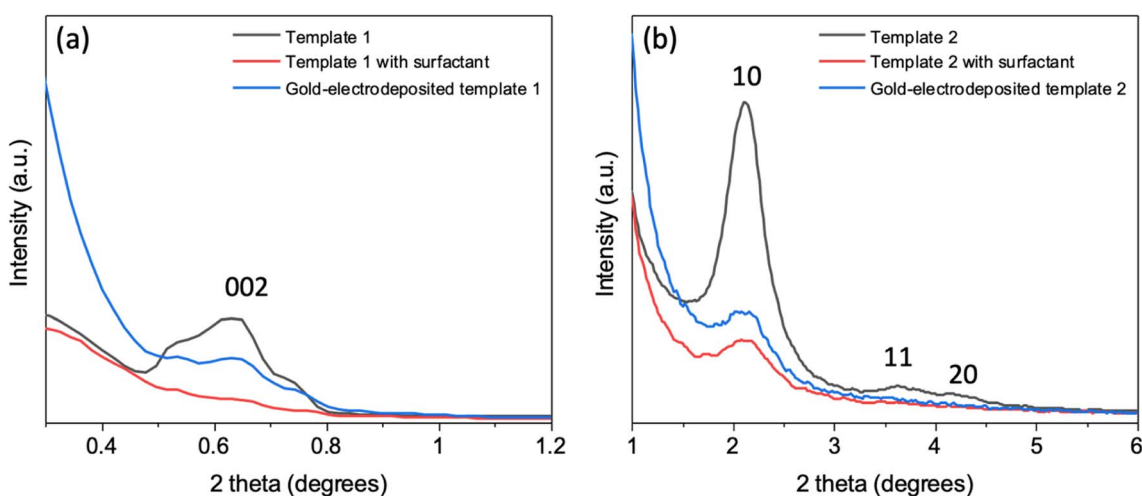 (a)
Template 1
Template 1 with surfactant
Gold-electrodeposited template 1
002
Intensity (a.u.)
0.4 0.6 0.8 1 1.2
2 theta (degrees)
(b)
Template 2
Template 2 with surfactant
Gold-electrodeposited template 2
10
11
20
Intensity (a.u.)
1 2 3 4 5 6
2 theta (degrees)